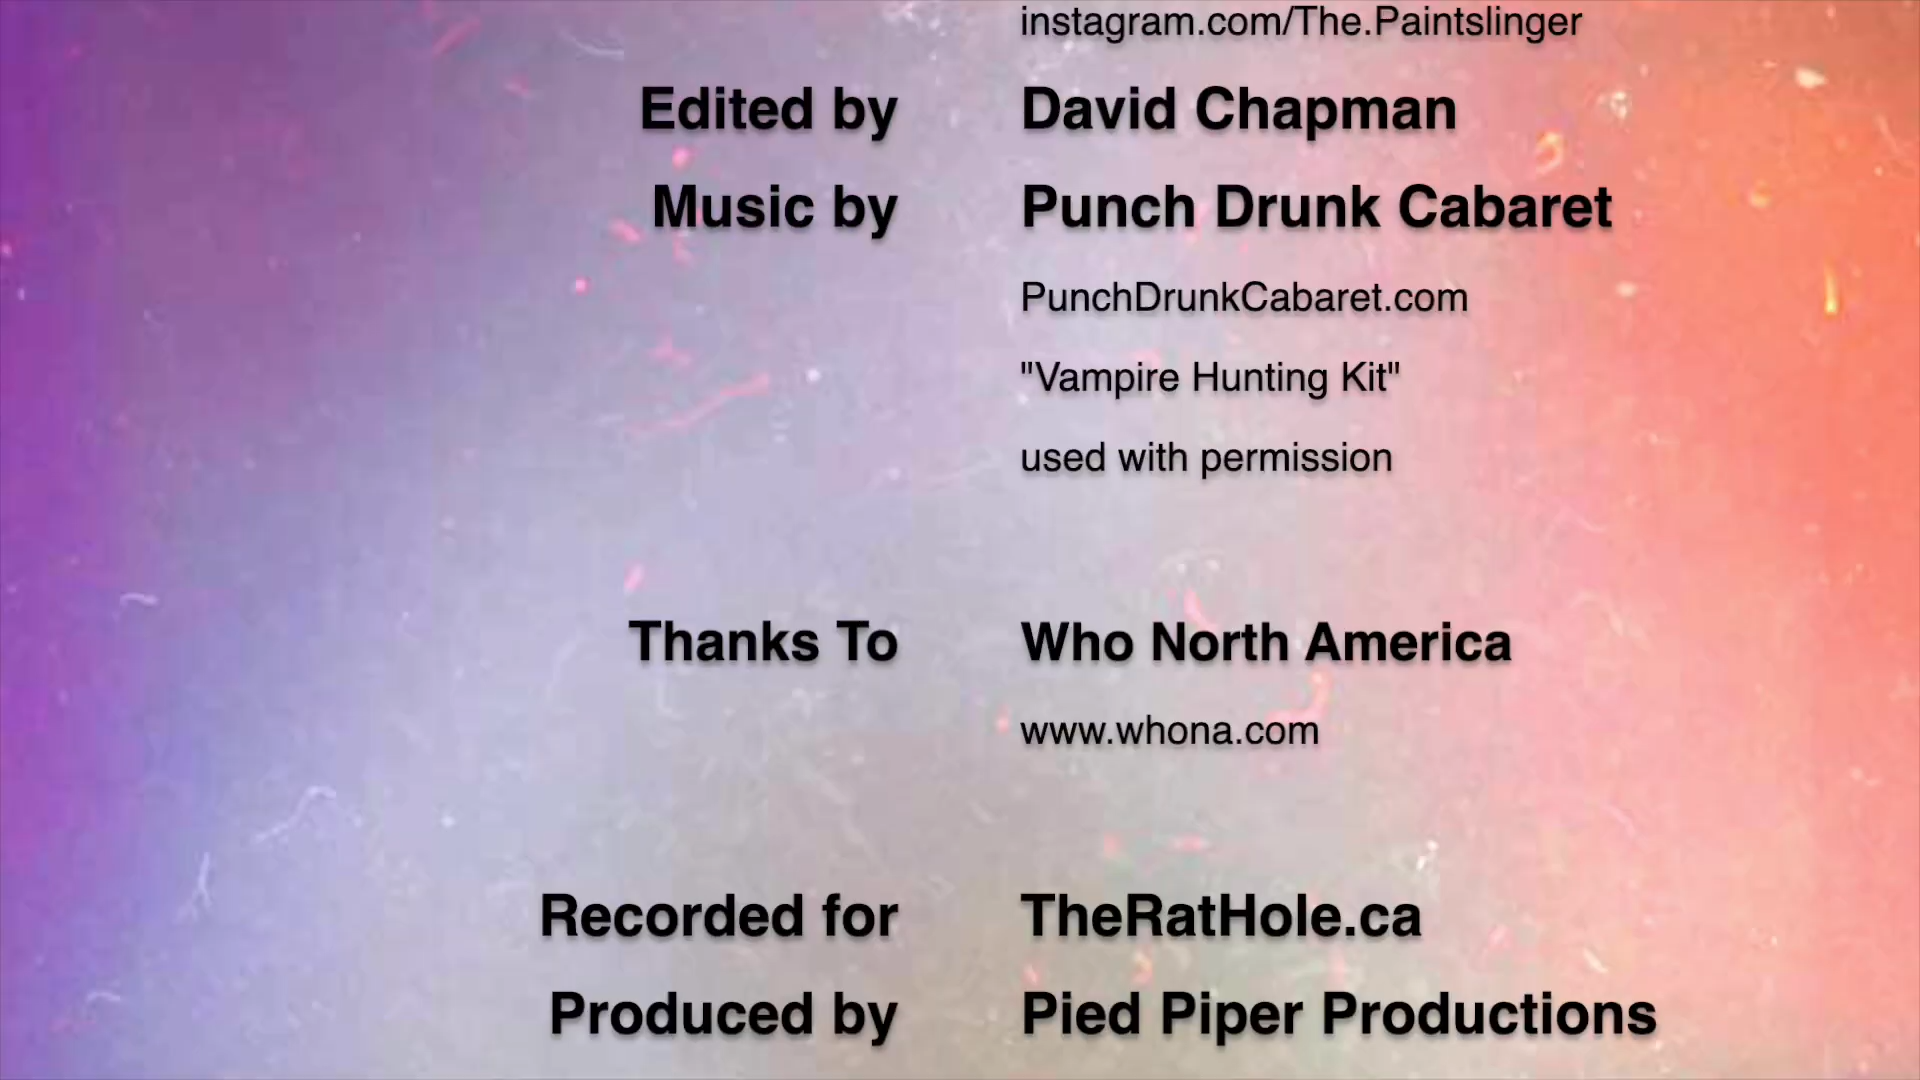 instagram.com/The.Paintslinger
Edited by David Chapman
Music by Punch Drunk Cabaret
PunchDrunkCabaret.com
"Vampire Hunting Kit"
used with permission
Thanks To Who North America
www.whona.com
Recorded for TheRatHole.ca
Produced by Pied Piper Productions